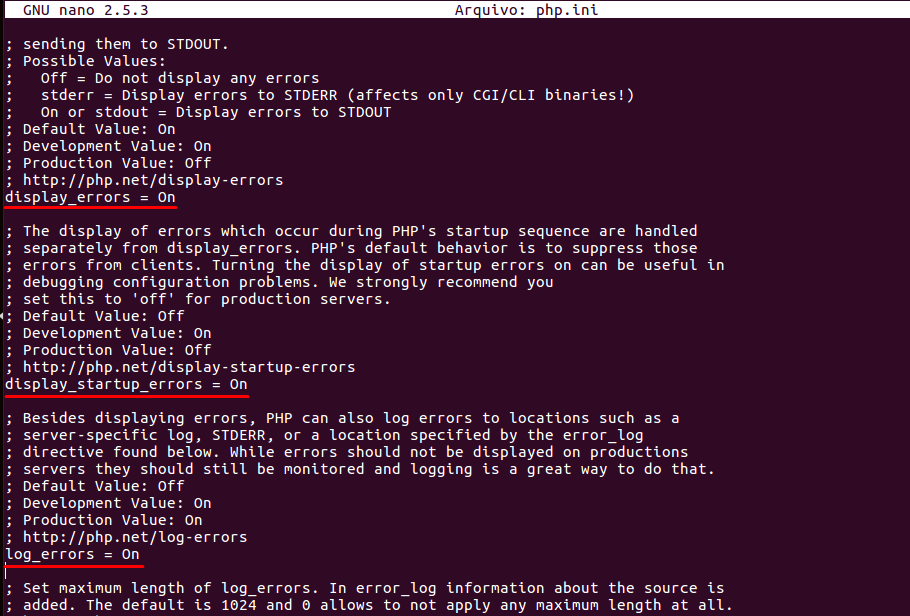 GNU nano 2.5.3 Arquivo: php.ini
; sending them to STDOUT.
; Possible Values:
;   Off = Do not display any errors
;   stderr = Display errors to STDERR (affects only CGI/CLI binaries!)
;   On or stdout = Display errors to STDOUT
; Default Value: On
; Development Value: On
; Production Value: Off
; http://php.net/display-errors
display_errors = On
; The display of errors which occur during PHP's startup sequence are handled
; separately from display_errors. PHP's default behavior is to suppress those
; errors from clients. Turning the display of startup errors on can be useful in
; debugging configuration problems. We strongly recommend you
; set this to 'off' for production servers.
; Default Value: Off
; Development Value: On
; Production Value: Off
; http://php.net/display-startup-errors
display_startup_errors = On
; Besides displaying errors, PHP can also log errors to locations such as a
; server-specific log, STDERR, or a location specified by the error_log
; directive found below. While errors should not be displayed on productions
; servers they should still be monitored and logging is a great way to do that.
; Default Value: Off
; Development Value: On
; Production Value: On
; http://php.net/log-errors
log_errors = On
; Set maximum length of log_errors. In error_log information about the source is
; added. The default is 1024 and 0 allows to not apply any maximum length at all.